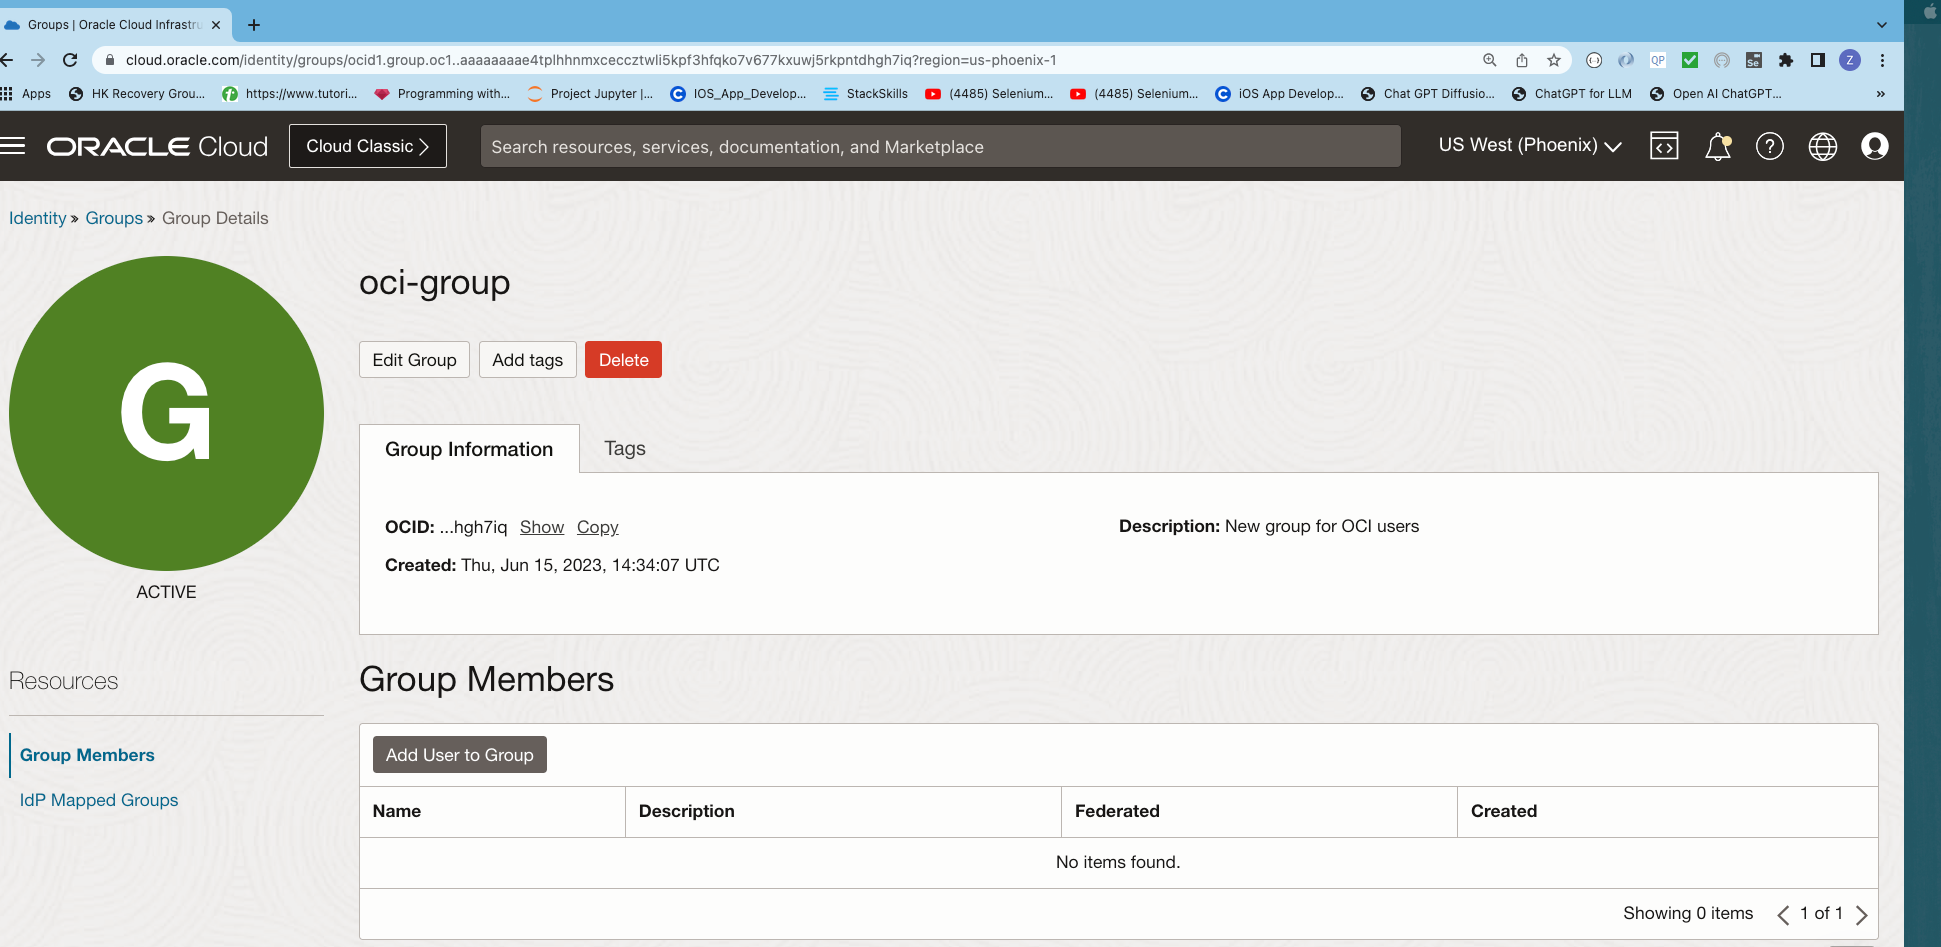 Groups | Oracle Cloud Infrastru
cloud.oracle.com/identity/groups/ocid1.group.oc1..aaaaaaaae4tplhhnmxceccztwli5kpf3hfqko7v677kxuwj5rkpntdhgh7iq?region=us-phoenix-1
QP
Se
Z
Apps
HK Recovery Grou...
https://www.tutori...
Programming with...
Project Jupyter |...
IOS_App_Develop...
StackSkills
(4485) Selenium...
(4485) Selenium...
iOS App Develop...
Chat GPT Diffusio...
ChatGPT for LLM
Open AI ChatGPT...
»
ORACLE Cloud
Cloud Classic
Search resources, services, documentation, and Marketplace
US West (Phoenix)
Identity » Groups » Group Details
G
ACTIVE
oci-group
Edit Group
Add tags
Delete
Group Information
Tags
OCID: ...hgh7iq Show Copy
Description: New group for OCI users
Created: Thu, Jun 15, 2023, 14:34:07 UTC
Resources
Group Members
IdP Mapped Groups
Group Members
Add User to Group
Name Description Federated Created
No items found.
Showing 0 items
1 of 1